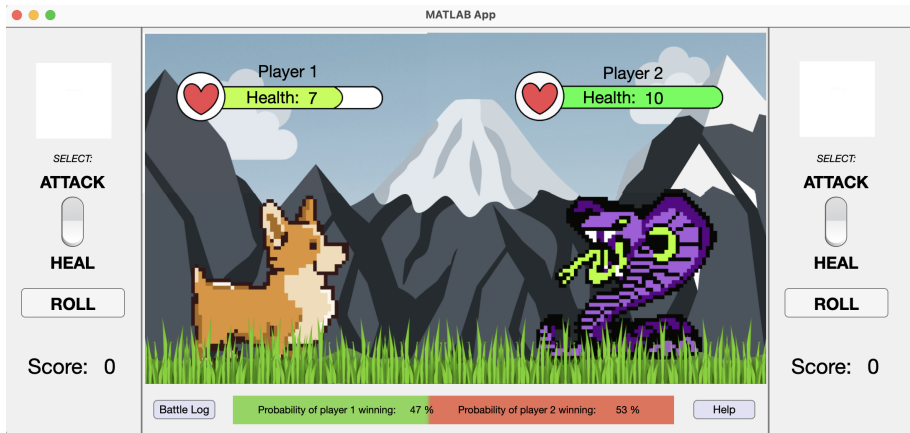 MATLAB App
Player 1
Health: 7
Player 2
Health: 10
SELECT:
ATTACK
HEAL
ROLL
Score: 0
SELECT:
ATTACK
HEAL
ROLL
Score: 0
Battle Log
Probability of player 1 winning: 47 %
Probability of player 2 winning: 53 %
Help